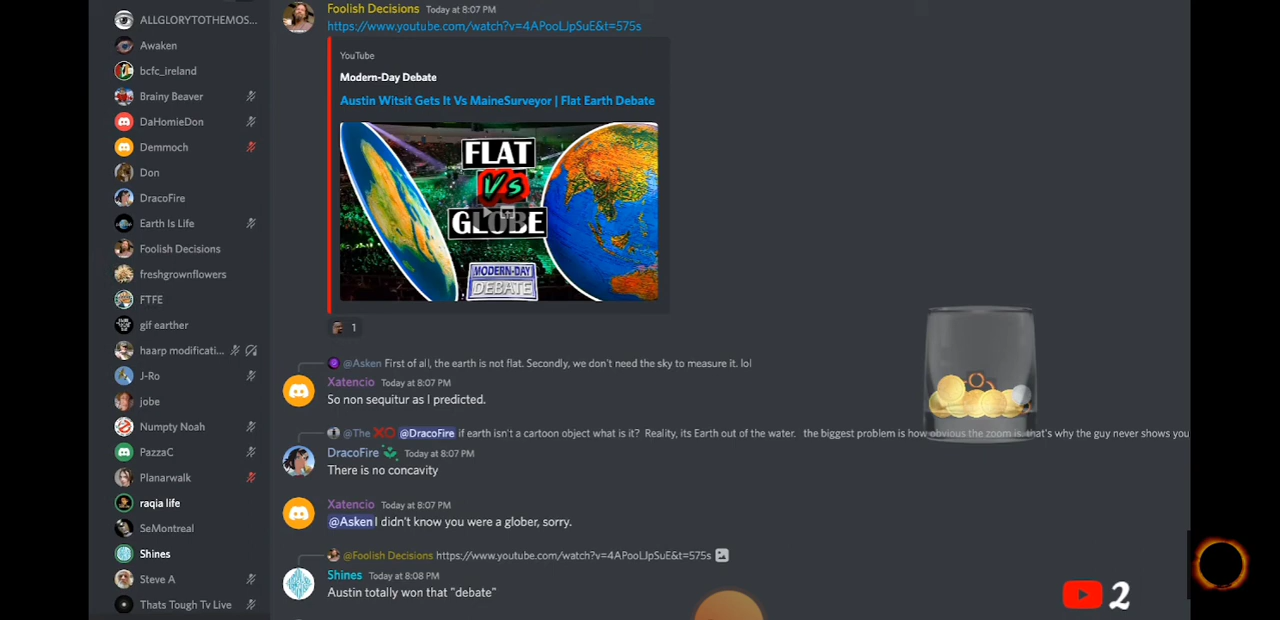 ALLGLORYTOTHEMOS...
Awaken
bcfc_ireland
Brainy Beaver
DaHomieDon
Demmoch
Don
DracoFire
Earth Is Life
Foolish Decisions
freshgrownflowers
FTFE
gif earther
haarp modificati...
J-Ro
jobe
Numpty Noah
PazzaC
Planarwalk
raqia life
SeMontreal
Shines
Steve A
Thats Tough Tv Live
Foolish Decisions Today at 8:07 PM
https://www.youtube.com/watch?v=4APooLJpSuE&t=575s
YouTube
Modern-Day Debate
Austin Witsit Gets It Vs MaineSurveyor | Flat Earth Debate
FLAT
Vs
GLOBE
MODERN-DAY
DEBATE
1
@Asken First of all, the earth is not flat. Secondly, we don't need the sky to measure it. lol
Xatencio Today at 8:07 PM
So non sequitur as I predicted.
@The @DracoFire if earth isn't a cartoon object what is it? Reality, its Earth out of the water. the biggest problem is how obvious the zoom is that's why the guy never shows you
DracoFire Today at 8:07 PM
There is no concavity
Xatencio Today at 8:07 PM
@Asken I didn't know you were a glober, sorry.
@Foolish Decisions https://www.youtube.com/watch?v=4APooLJpSuE&t=575s
Shines Today at 8:08 PM
Austin totally won that "debate"
2